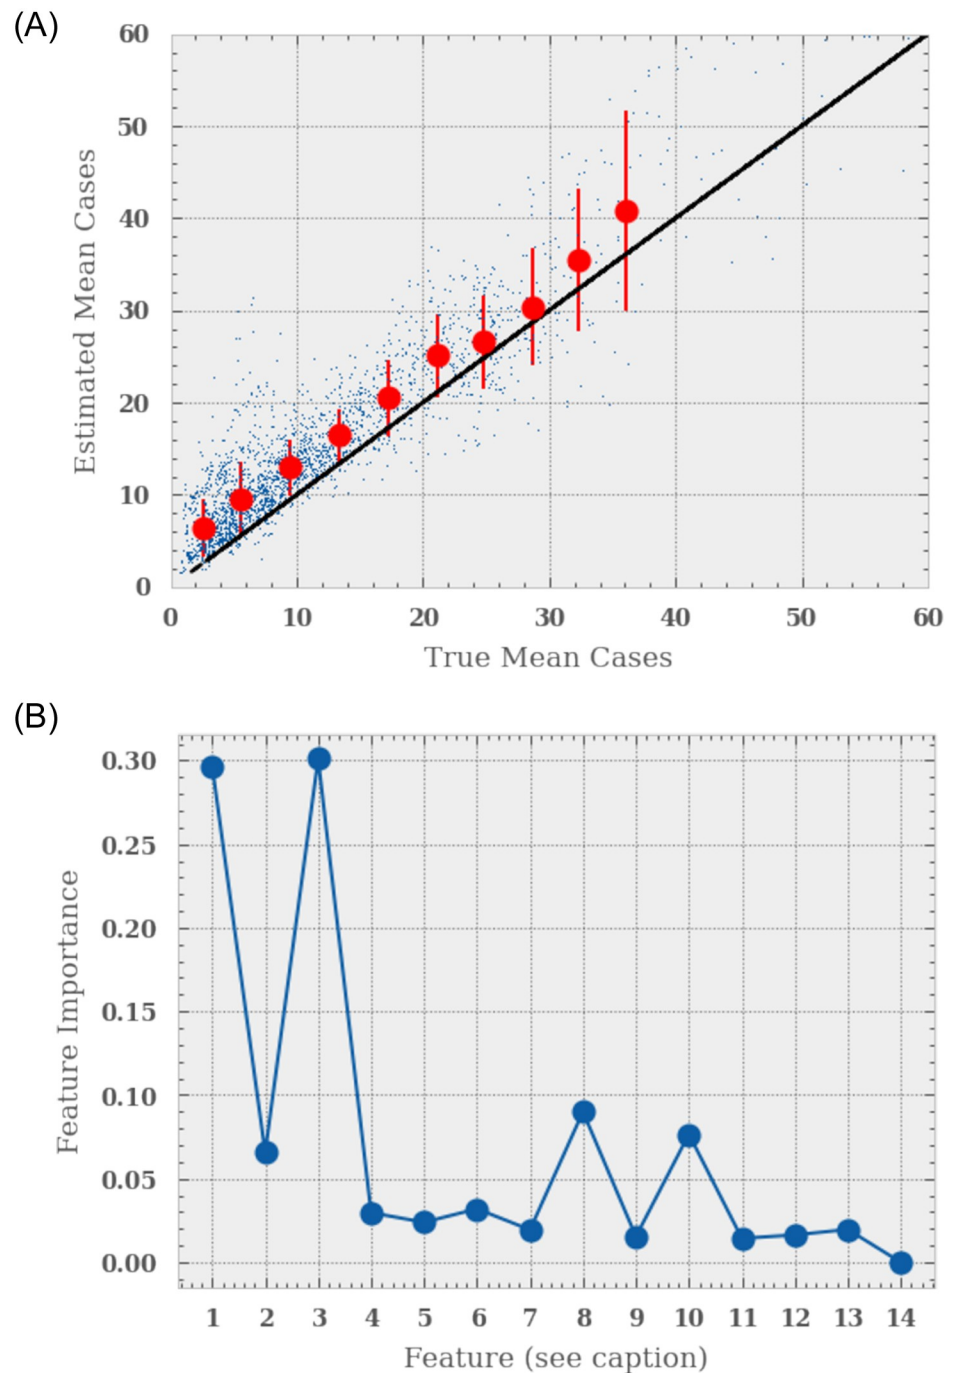 (A)
60
50
40
30
20
10
0
Estimated Mean Cases
0 10 20 30 40 50 60
True Mean Cases
(B)
0.30
0.25
0.20
0.15
0.10
0.05
0.00
Feature Importance
1 2 3 4 5 6 7 8 9 10 11 12 13 14
Feature (see caption)